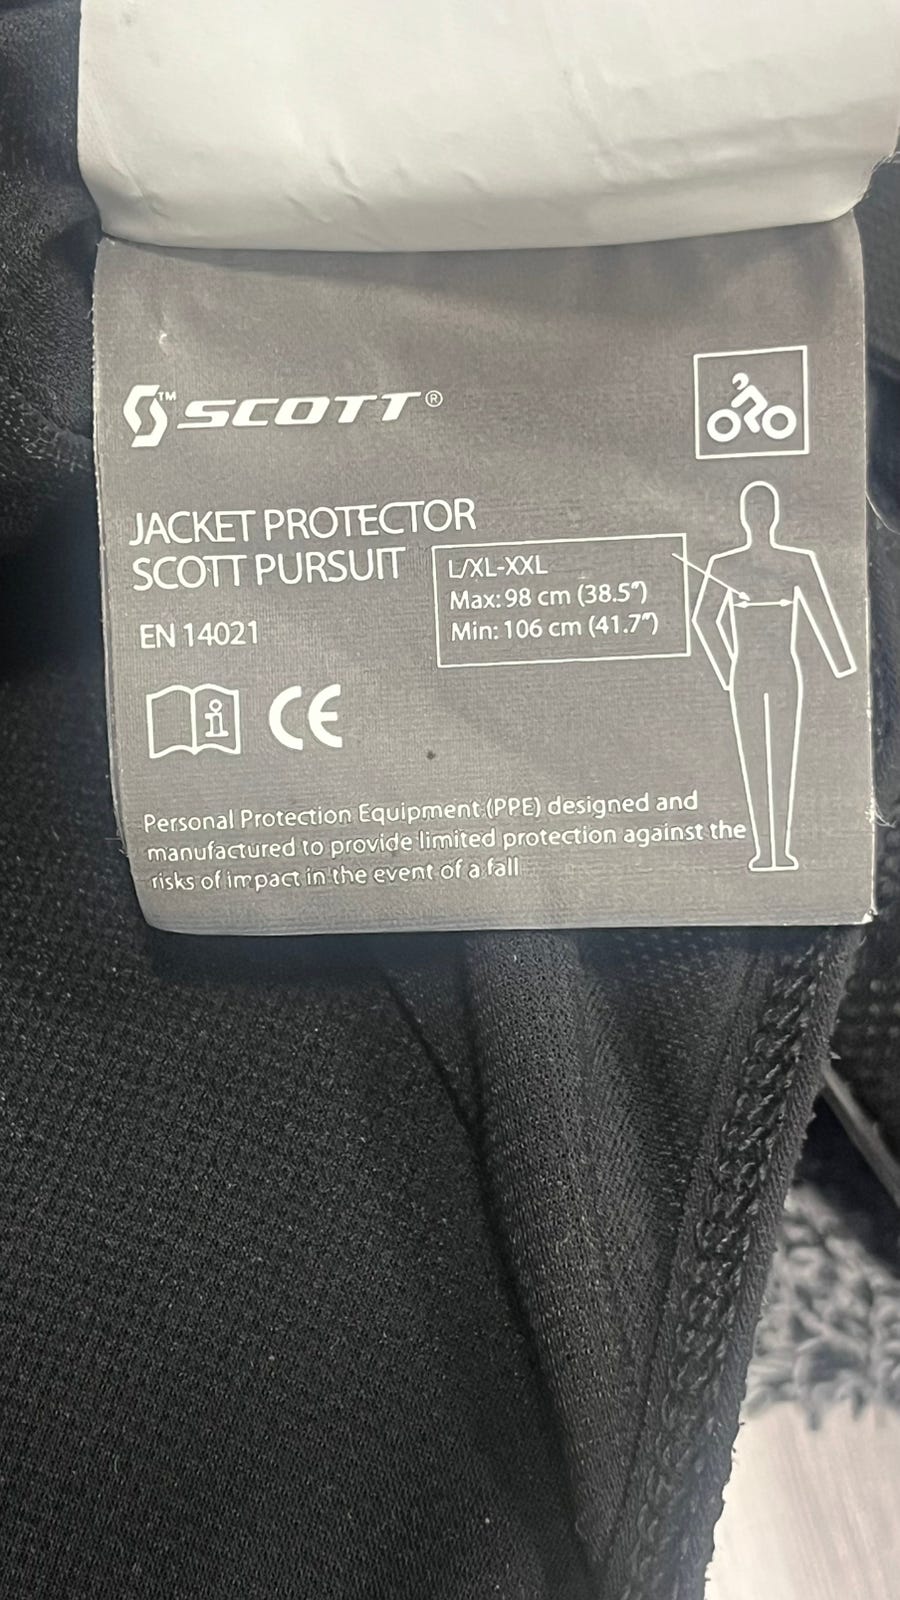 SCOTT®
JACKET PROTECTOR
SCOTT PURSUIT
L/XL-XXL
Max: 98 cm (38.5")
Min: 106 cm (41.7")
EN 14021
i
CE
Personal Protection Equipment (PPE) designed and
manufactured to provide limited protection against the
risks of impact in the event of a fall